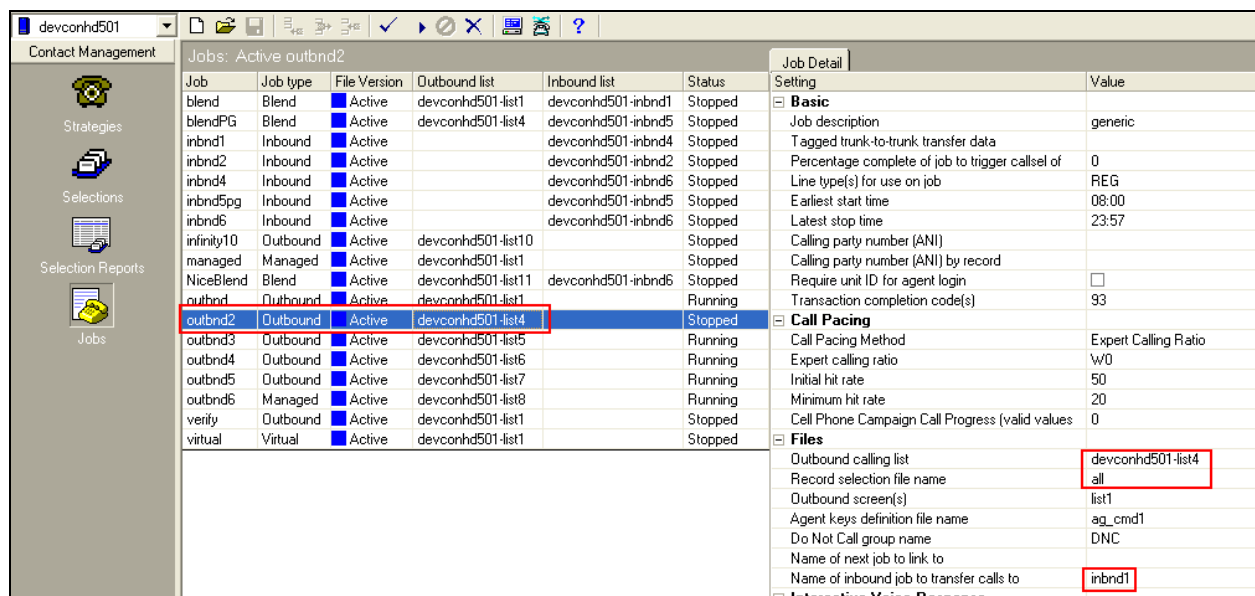 devconhd501
Contact Management
Strategies
Selections
Selection Reports
Jobs
Jobs: Active outbnd2
Job Job type File Version Outbound list Inbound list Status
blend Blend Active devconhd501-list1 devconhd501-inbnd1 Stopped
blendPG Blend Active devconhd501-list4 devconhd501-inbnd5 Stopped
inbnd1 Inbound Active devconhd501-inbnd4 Stopped
inbnd2 Inbound Active devconhd501-inbnd2 Stopped
inbnd4 Inbound Active devconhd501-inbnd6 Stopped
inbnd5pg Inbound Active devconhd501-inbnd5 Stopped
inbnd6 Inbound Active devconhd501-inbnd6 Stopped
infinity10 Outbound Active devconhd501-list10 Stopped
managed Managed Active devconhd501-list1 Stopped
NiceBlend Blend Active devconhd501-list11 devconhd501-inbnd6 Stopped
outbnd Outbound Active devconhd501-list1 Running
outbnd2 Outbound Active devconhd501-list4 Stopped
outbnd3 Outbound Active devconhd501-list5 Running
outbnd4 Outbound Active devconhd501-list6 Running
outbnd5 Outbound Active devconhd501-list7 Running
outbnd6 Managed Active devconhd501-list8 Running
verify Outbound Active devconhd501-list1 Stopped
virtual Virtual Active devconhd501-list1 Stopped
Job Detail
Setting Value
Basic
Job description generic
Tagged trunk-to-trunk transfer data
Percentage complete of job to trigger callsel of 0
Line type(s) for use on job REG
Earliest start time 08:00
Latest stop time 23:57
Calling party number (ANI)
Calling party number (ANI) by record
Require unit ID for agent login
Transaction completion code(s) 93
Call Pacing
Call Pacing Method Expert Calling Ratio
Expert calling ratio W0
Initial hit rate 50
Minimum hit rate 20
Cell Phone Campaign Call Progress (valid values 0
Files
Outbound calling list devconhd501-list4
Record selection file name all
Outbound screen(s) list1
Agent keys definition file name ag_cmd1
Do Not Call group name DNC
Name of next job to link to
Name of inbound job to transfer calls to inbnd1
Interactive Voice Response